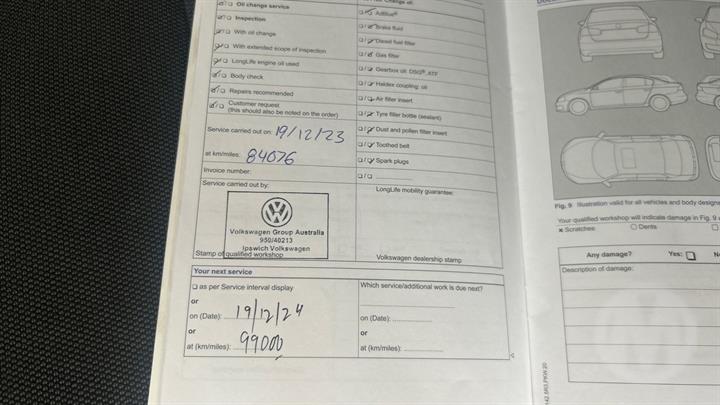 Oil change service
Inspection
With oil change
With extended scope of inspection
LongLife engine oil used
Body check
Repairs recommended
Customer request
(this should also be noted on the order)
Service carried out on: 19/12/23
at km/miles: 84076
Invoice number:
Service carried out by:
Volkswagen Group Australia
950/40213
Ipswich Volkswagen
Stamp of qualified workshop
Change of:
AdBlue®
Brake fluid
Diesel fuel filter
Gas filter
Gearbox oil: DSG®, ATF
Haldex coupling: oil
Air filter insert
Tyre filler bottle (sealant)
Dust and pollen filter insert
Toothed belt
Spark plugs
LongLife mobility guarantee:
Volkswagen dealership stamp
Your next service
as per Service interval display
or
on (Date): 19/12/24
or
at (km/miles): 99000
Which service/additional work is due next?
on (Date):
or
at (km/miles):
Fig. 9 Illustration valid for all vehicles and body designs
Your qualified workshop will indicate damage in Fig. 9
x Scratches
Dents
Any damage? Yes:
Description of damage: